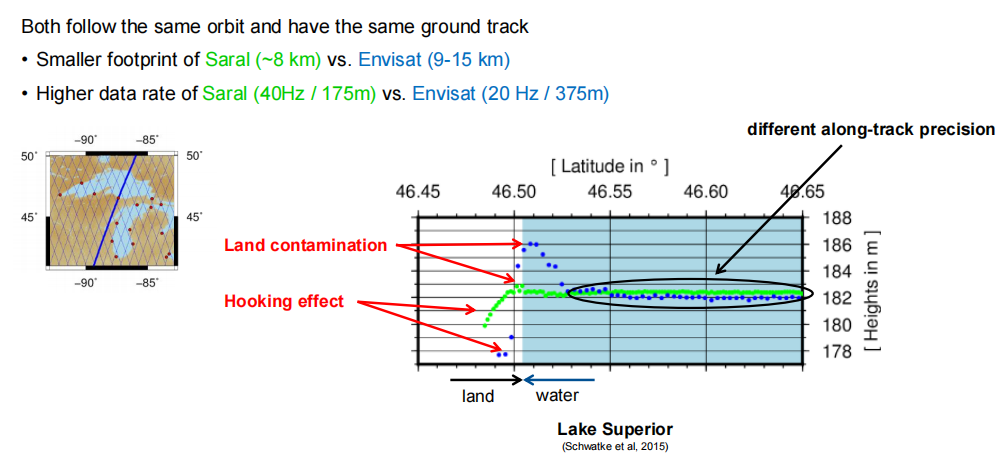 Both follow the same orbit and have the same ground track
• Smaller footprint of Saral (~8 km) vs. Envisat (9-15 km)
• Higher data rate of Saral (40Hz / 175m) vs. Envisat (20 Hz / 375m)
different along-track precision
−90° −85°
50° 50°
45° 45°
−90° −85°
[ Latitude in ° ]
46.45 46.50 46.55 46.60 46.65
188
Land contamination 186
184
Hooking effect 182
180
178
[ Heights in m ]
land water
Lake Superior
(Schwatke et al, 2015)